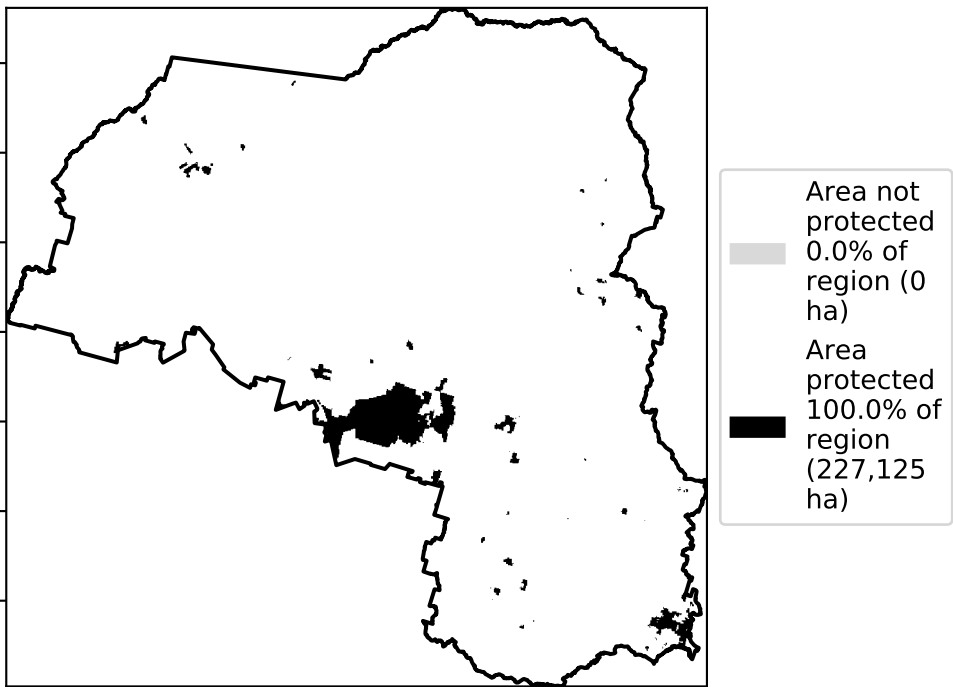 Area not
protected
0.0% of
region (0
ha)
Area
protected
100.0% of
region
(227,125
ha)